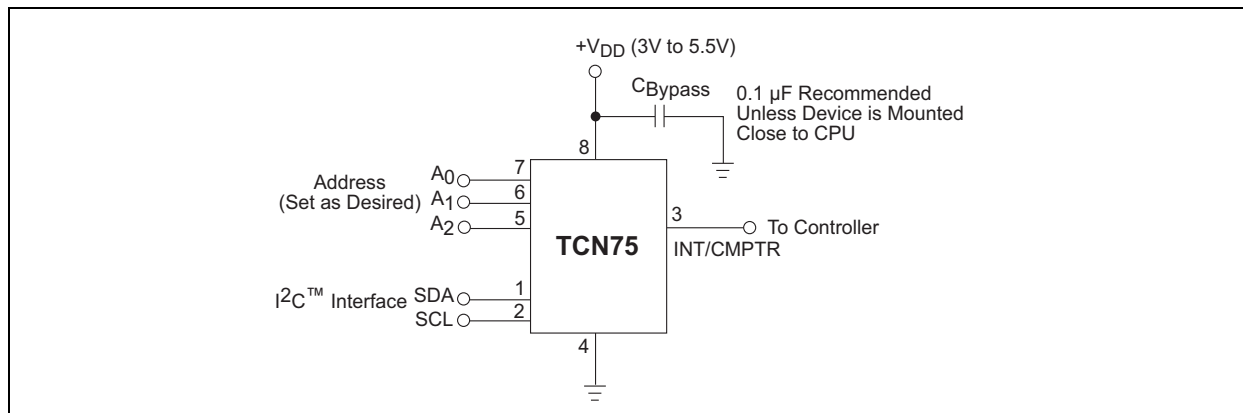 +VDD (3V to 5.5V)
CBypass
0.1 µF Recommended
Unless Device is Mounted
Close to CPU
8
Address
(Set as Desired)
A0
7
A1
6
A2
5
TCN75
3
To Controller
INT/CMPTR
I2C™ Interface
SDA
1
SCL
2
4